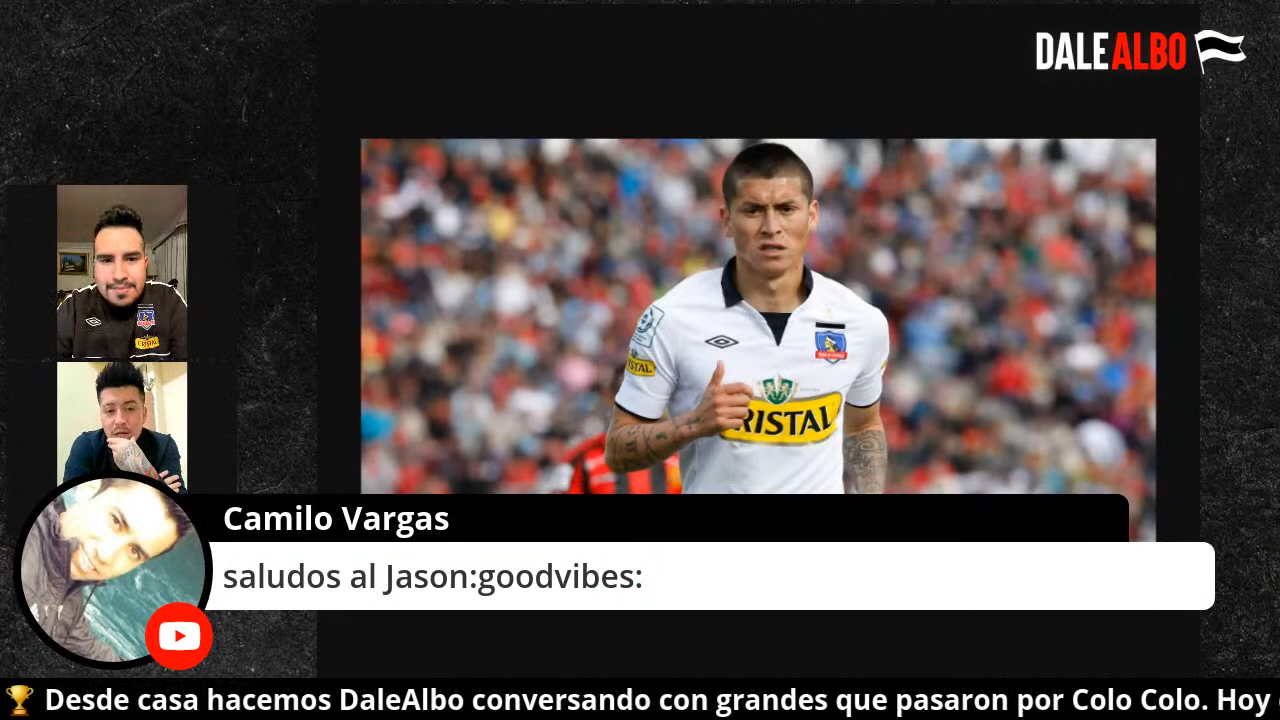 DALEALBO
CRISTAL
CRISTAL
Camilo Vargas
saludos al Jason:goodvibes:
🏆 Desde casa hacemos DaleAlbo conversando con grandes que pasaron por Colo Colo. Hoy